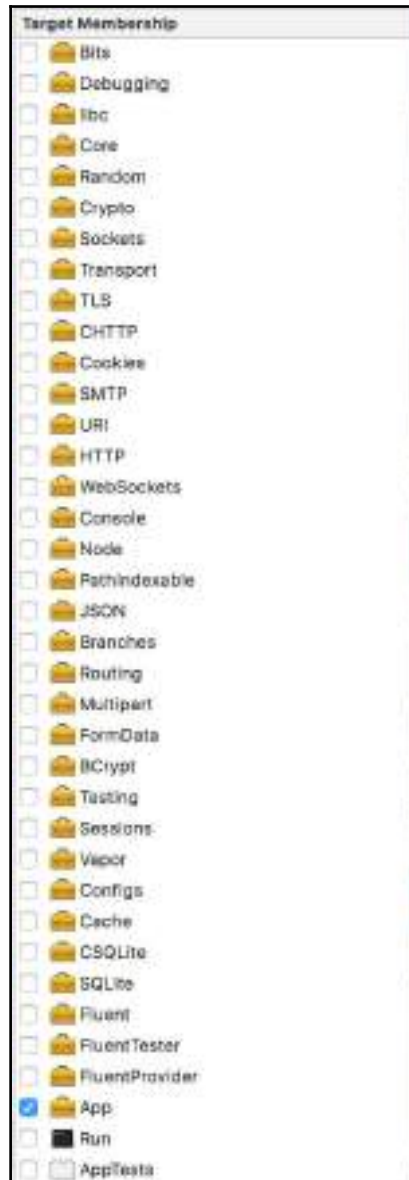 Target Membership
Bits
Debugging
libc
Core
Random
Crypto
Sockets
Transport
TLS
CHTTP
Cookies
SMTP
URI
HTTP
WebSockets
Console
Node
PathIndexable
JSON
Branches
Routing
Multipart
FormData
BCrypt
Testing
Sessions
Vapor
Configs
Cache
CSQLite
SQLite
Fluent
FluentTester
FluentProvider
App
Run
AppTests